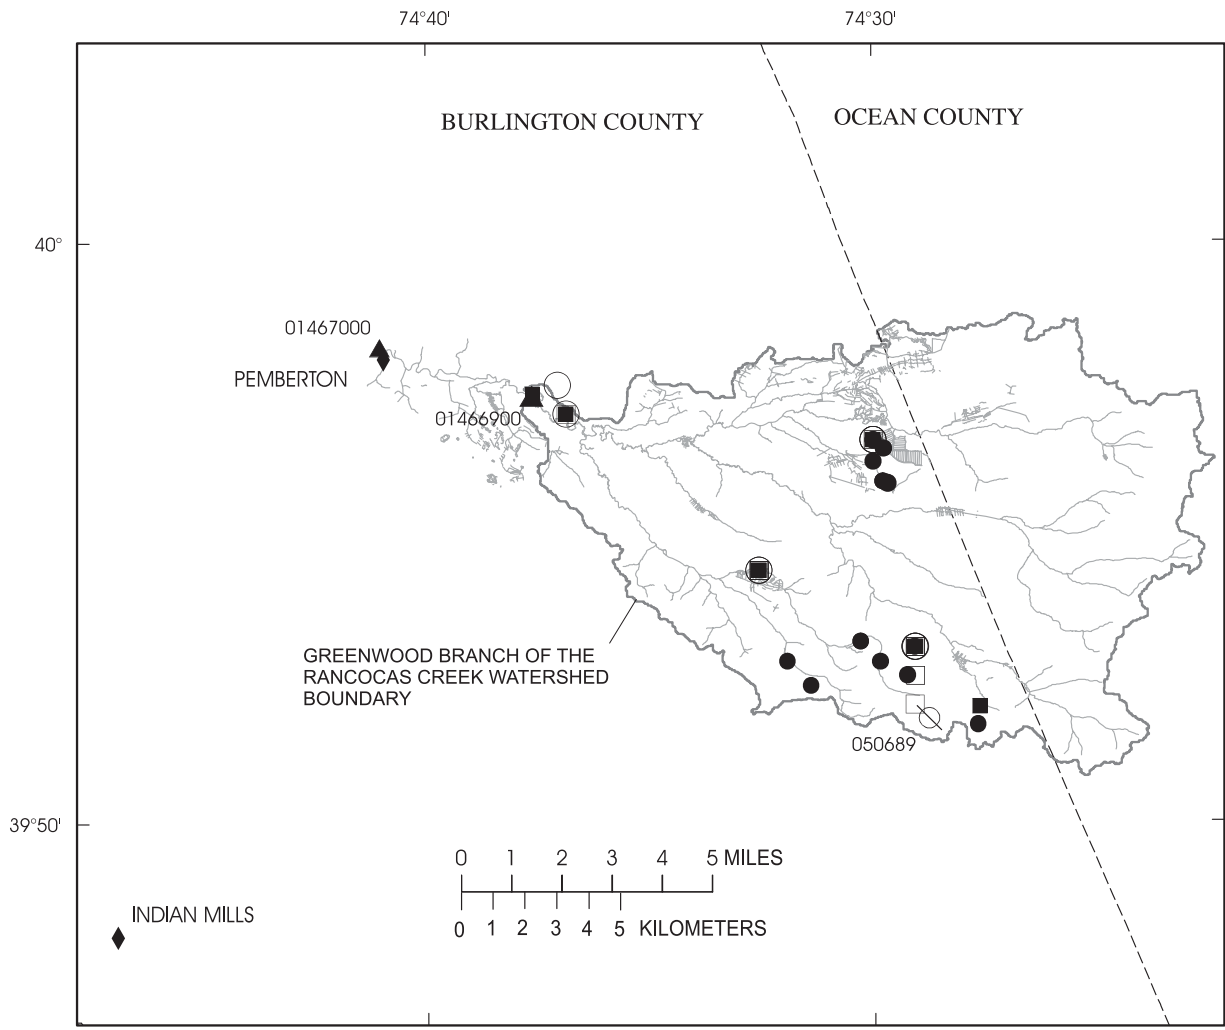 74°40'
74°30'
BURLINGTON COUNTY
OCEAN COUNTY
40°
01467000
PEMBERTON
01466900
GREENWOOD BRANCH OF THE
RANCOCAS CREEK WATERSHED
BOUNDARY
050689
39°50'
0 1 2 3 4 5 MILES
0 1 2 3 4 5 KILOMETERS
INDIAN MILLS